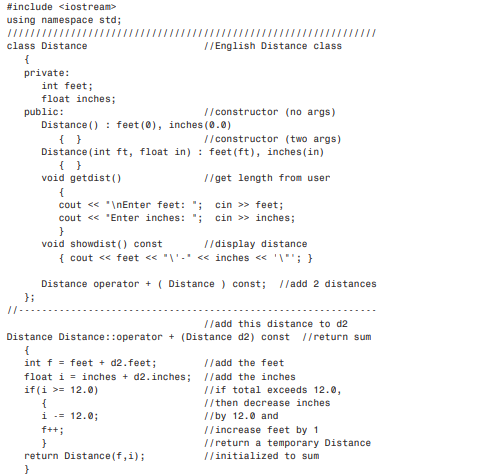 #include <iostream>
using namespace std;
////////////////////////////////////////////////////////////////
class Distance                    //English Distance class
   {
   private:
      int feet;
      float inches;
   public:                        //constructor (no args)
      Distance() : feet(0), inches(0.0)
         {  }                     //constructor (two args)
      Distance(int ft, float in) : feet(ft), inches(in)
         {  }
      void getdist()              //get length from user
         {
         cout << "\nEnter feet: ";  cin >> feet;
         cout << "Enter inches: ";  cin >> inches;
         }
      void showdist() const       //display distance
         { cout << feet << "\'-" << inches << '\"'; }

      Distance operator + ( Distance ) const;  //add 2 distances
   };
//--------------------------------------------------------------
                                  //add this distance to d2
Distance Distance::operator + (Distance d2) const  //return sum
   {
   int f = feet + d2.feet;        //add the feet
   float i = inches + d2.inches;  //add the inches
   if(i >= 12.0)                  //if total exceeds 12.0,
      {                           //then decrease inches
      i -= 12.0;                  //by 12.0 and
      f++;                        //increase feet by 1
      }                           //return a temporary Distance
   return Distance(f,i);          //initialized to sum
   }